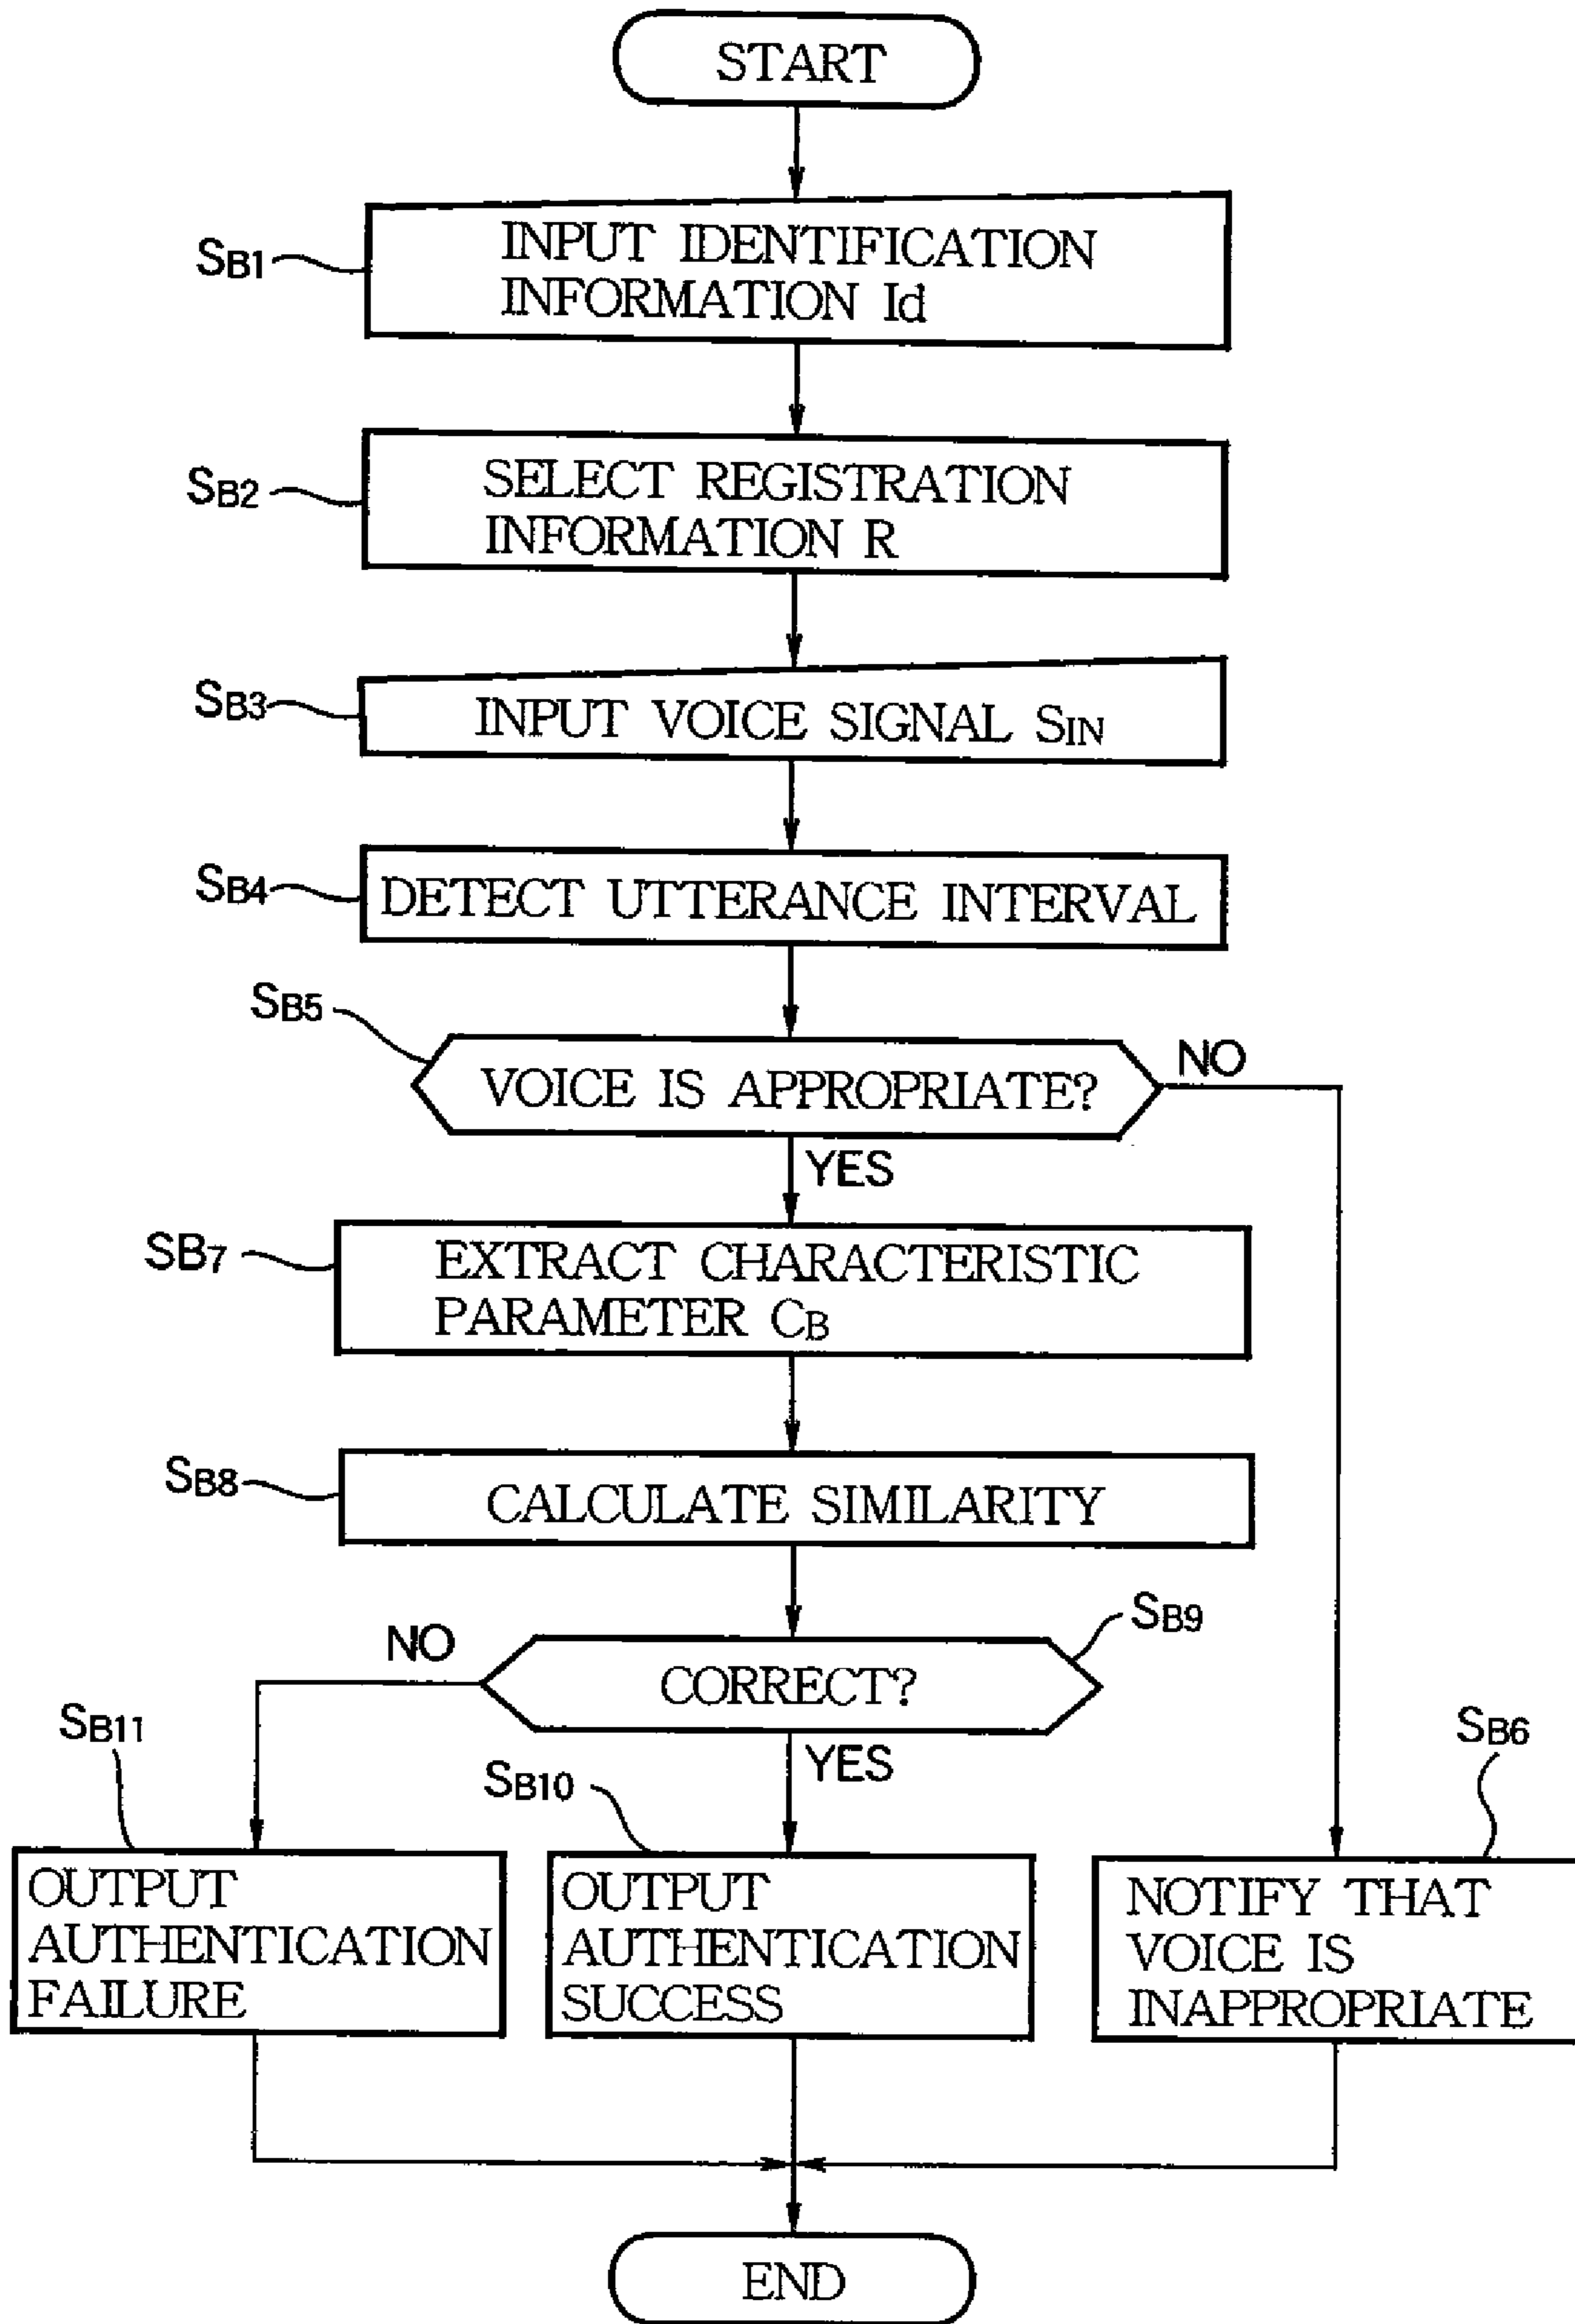 START
SB1
INPUT IDENTIFICATION
INFORMATION Id
SB2
SELECT REGISTRATION
INFORMATION R
SB3
INPUT VOICE SIGNAL SIN
SB4
DETECT UTTERANCE INTERVAL
SB5
VOICE IS APPROPRIATE?
NO
YES
SB7
EXTRACT CHARACTERISTIC
PARAMETER CB
SB8
CALCULATE SIMILARITY
SB9
NO
CORRECT?
YES
SB11
OUTPUT
AUTHENTICATION
FAILURE
SB10
OUTPUT
AUTHENTICATION
SUCCESS
SB6
NOTIFY THAT
VOICE IS
INAPPROPRIATE
END